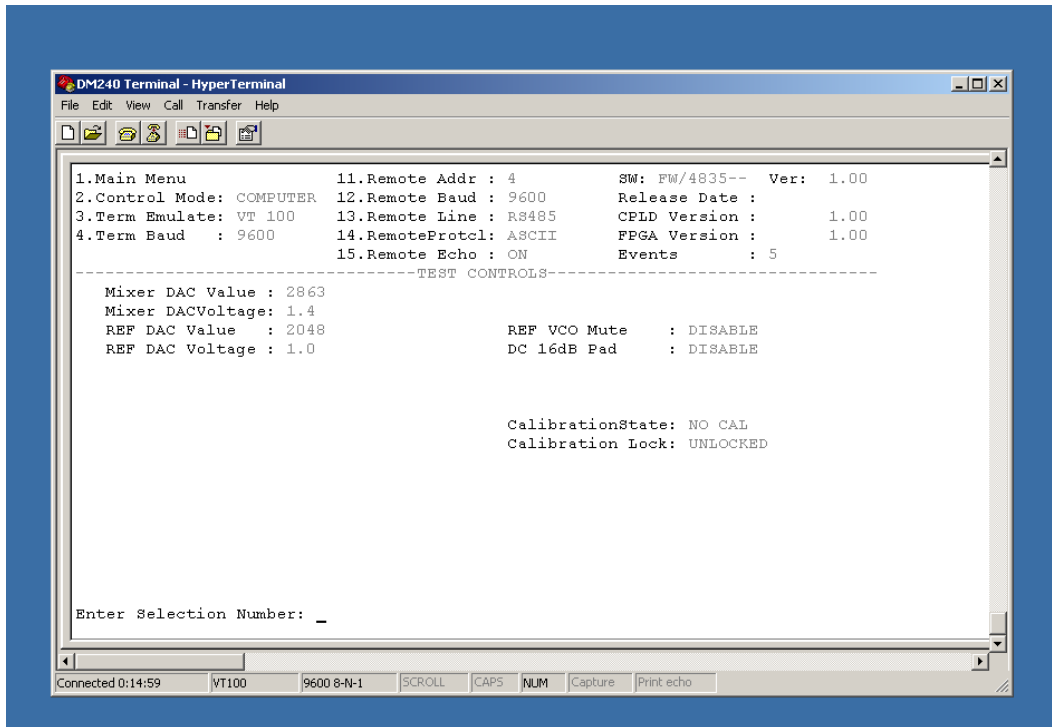 DM240 Terminal - HyperTerminal
File Edit View Call Transfer Help
1.Main Menu 11.Remote Addr : 4 SW: FW/4835-- Ver: 1.00
2.Control Mode: COMPUTER 12.Remote Baud : 9600 Release Date :
3.Term Emulate: VT 100 13.Remote Line : RS485 CPLD Version : 1.00
4.Term Baud : 9600 14.RemoteProtcl: ASCII FPGA Version : 1.00
15.Remote Echo : ON Events : 5
----------------------------------TEST CONTROLS---------------------------------
Mixer DAC Value : 2863
Mixer DACVoltage: 1.4
REF DAC Value : 2048 REF VCO Mute : DISABLE
REF DAC Voltage : 1.0 DC 16dB Pad : DISABLE
CalibrationState: NO CAL
Calibration Lock: UNLOCKED
Enter Selection Number: _
Connected 0:14:59 VT100 9600 8-N-1 SCROLL CAPS NUM Capture Print echo